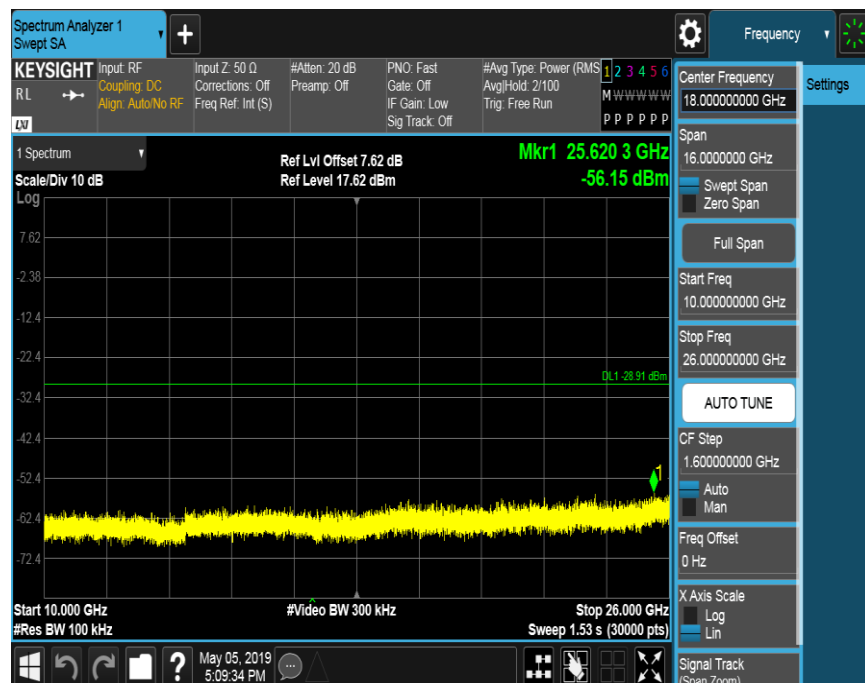 Spectrum Analyzer 1
Swept SA
Frequency
KEYSIGHT
RL
LXI
Input: RF
Coupling: DC
Align: Auto/No RF
Input Z: 50 Ω
Corrections: Off
Freq Ref: Int (S)
#Atten: 20 dB
Preamp: Off
PNO: Fast
Gate: Off
IF Gain: Low
Sig Track: Off
#Avg Type: Power (RMS
Avg|Hold: 2/100
Trig: Free Run
1 2 3 4 5 6
M W W W W W
P P P P P P
1 Spectrum
Scale/Div 10 dB
Log
Ref Lvl Offset 7.62 dB
Ref Level 17.62 dBm
Mkr1 25.620 3 GHz
-56.15 dBm
7.62
-2.38
-12.4
-22.4
-32.4
-42.4
-52.4
-62.4
-72.4
DL1 -28.91 dBm
1
Start 10.000 GHz
#Res BW 100 kHz
#Video BW 300 kHz
Stop 26.000 GHz
Sweep 1.53 s (30000 pts)
Center Frequency
18.000000000 GHz
Settings
Span
16.0000000 GHz
Swept Span
Zero Span
Full Span
Start Freq
10.000000000 GHz
Stop Freq
26.000000000 GHz
AUTO TUNE
CF Step
1.600000000 GHz
Auto
Man
Freq Offset
0 Hz
X Axis Scale
Log
Lin
Signal Track
(Span Zoom)
?
May 05, 2019
5:09:34 PM